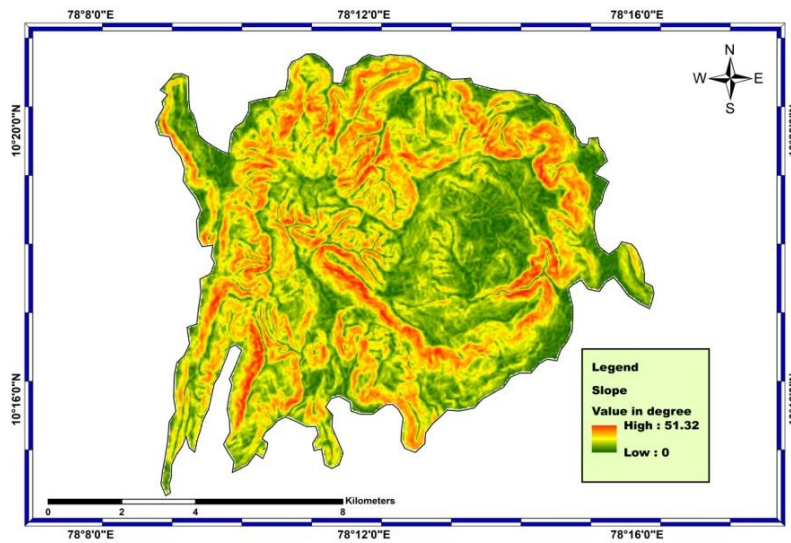 78°8'0"E 78°12'0"E 78°16'0"E
N
W E
S
10°20'0"N
10°16'0"N
Legend
Slope
Value in degree
High : 51.32
Low : 0
Kilometers
0 2 4 8
78°8'0"E 78°12'0"E 78°16'0"E